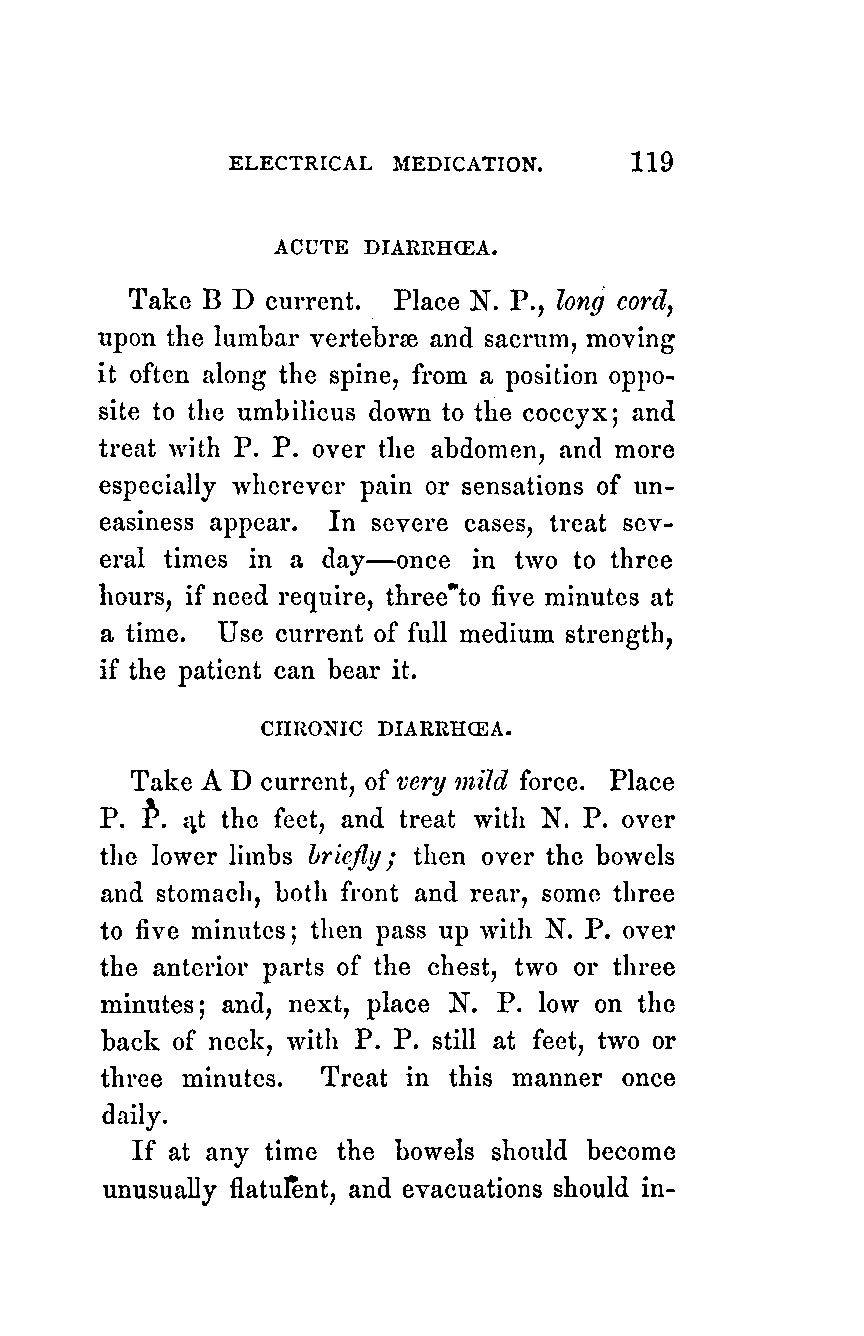 ELECTRICAL MEDICATION. 119
ACUTE DIARRHŒA.
Take B D current. Place N. P., long cord,
upon the lumbar vertebræ and sacrum, moving
it often along the spine, from a position oppo-
site to the umbilicus down to the coccyx; and
treat with P. P. over the abdomen, and more
especially wherever pain or sensations of un-
easiness appear. In severe cases, treat sev-
eral times in a day—once in two to three
hours, if need require, three to five minutes at
a time. Use current of full medium strength,
if the patient can bear it.
CHRONIC DIARRHŒA.
Take A D current, of very mild force. Place
P. P. at the feet, and treat with N. P. over
the lower limbs briefly; then over the bowels
and stomach, both front and rear, some three
to five minutes; then pass up with N. P. over
the anterior parts of the chest, two or three
minutes; and, next, place N. P. low on the
back of neck, with P. P. still at feet, two or
three minutes. Treat in this manner once
daily.
If at any time the bowels should become
unusually flatulent, and evacuations should in-